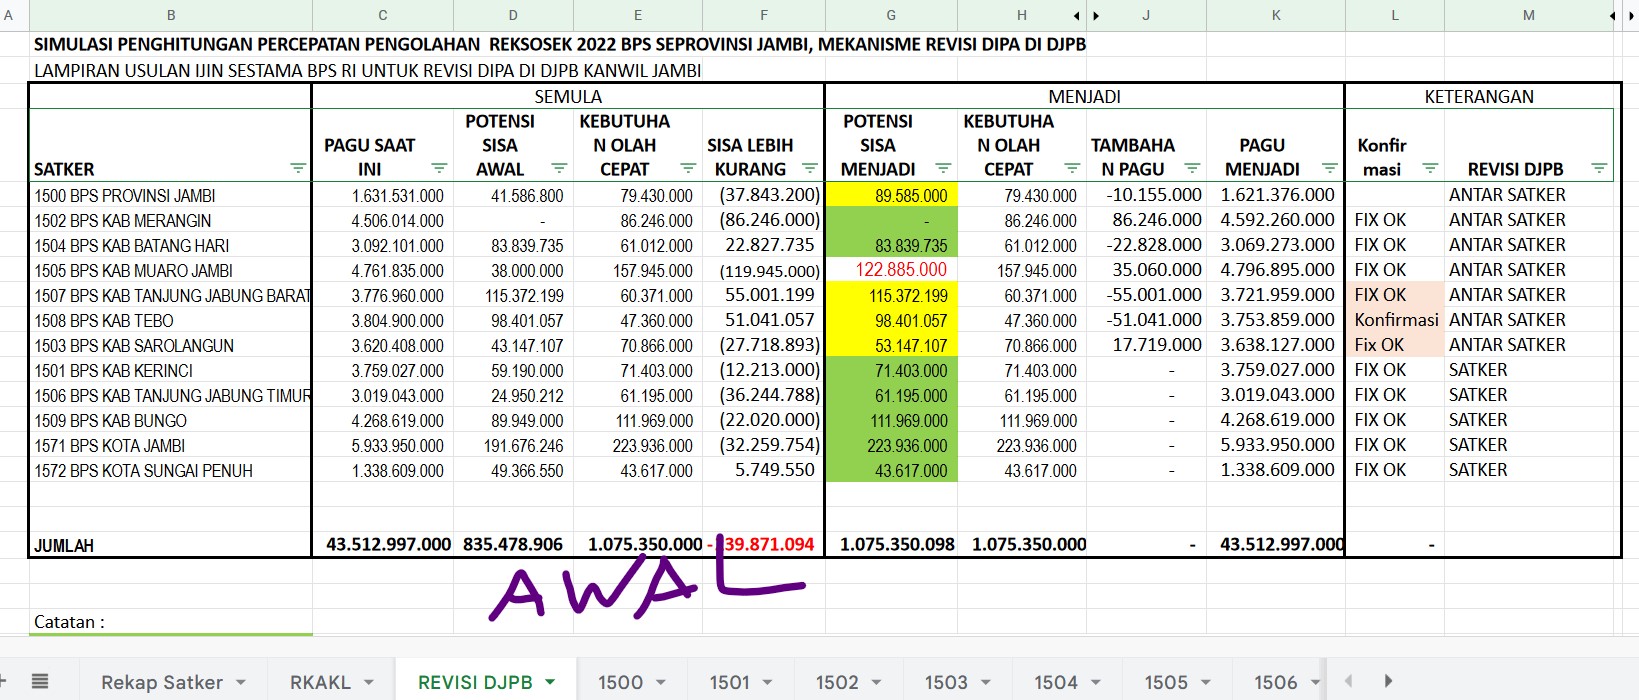 A B C D E F G H J K L M
SIMULASI PENGHITUNGAN PERCEPATAN PENGOLAHAN REKSOSEK 2022 BPS SEPROVINSI JAMBI, MEKANISME REVISI DIPA DI DJPB
LAMPIRAN USULAN IJIN SESTAMA BPS RI UNTUK REVISI DIPA DI DJPB KANWIL JAMBI
SEMULA MENJADI KETERANGAN
SATKER PAGU SAAT INI POTENSI SISA AWAL KEBUTUHA N OLAH CEPAT SISA LEBIH KURANG POTENSI SISA MENJADI KEBUTUHA N OLAH CEPAT TAMBAHA N PAGU PAGU MENJADI Konfir masi REVISI DJPB
1500 BPS PROVINSI JAMBI 1.631.531.000 41.586.800 79.430.000 (37.843.200) 89.585.000 79.430.000 -10.155.000 1.621.376.000 ANTAR SATKER
1502 BPS KAB MERANGIN 4.506.014.000 - 86.246.000 (86.246.000) - 86.246.000 86.246.000 4.592.260.000 FIX OK ANTAR SATKER
1504 BPS KAB BATANG HARI 3.092.101.000 83.839.735 61.012.000 22.827.735 83.839.735 61.012.000 -22.828.000 3.069.273.000 FIX OK ANTAR SATKER
1505 BPS KAB MUARO JAMBI 4.761.835.000 38.000.000 157.945.000 (119.945.000) 122.885.000 157.945.000 35.060.000 4.796.895.000 FIX OK ANTAR SATKER
1507 BPS KAB TANJUNG JABUNG BARAT 3.776.960.000 115.372.199 60.371.000 55.001.199 115.372.199 60.371.000 -55.001.000 3.721.959.000 FIX OK ANTAR SATKER
1508 BPS KAB TEBO 3.804.900.000 98.401.057 47.360.000 51.041.057 98.401.057 47.360.000 -51.041.000 3.753.859.000 Konfirmasi ANTAR SATKER
1503 BPS KAB SAROLANGUN 3.620.408.000 43.147.107 70.866.000 (27.718.893) 53.147.107 70.866.000 17.719.000 3.638.127.000 Fix OK ANTAR SATKER
1501 BPS KAB KERINCI 3.759.027.000 59.190.000 71.403.000 (12.213.000) 71.403.000 71.403.000 - 3.759.027.000 FIX OK SATKER
1506 BPS KAB TANJUNG JABUNG TIMUR 3.019.043.000 24.950.212 61.195.000 (36.244.788) 61.195.000 61.195.000 - 3.019.043.000 FIX OK SATKER
1509 BPS KAB BUNGO 4.268.619.000 89.949.000 111.969.000 (22.020.000) 111.969.000 111.969.000 - 4.268.619.000 FIX OK SATKER
1571 BPS KOTA JAMBI 5.933.950.000 191.676.246 223.936.000 (32.259.754) 223.936.000 223.936.000 - 5.933.950.000 FIX OK SATKER
1572 BPS KOTA SUNGAI PENUH 1.338.609.000 49.366.550 43.617.000 5.749.550 43.617.000 43.617.000 - 1.338.609.000 FIX OK SATKER
JUMLAH 43.512.997.000 835.478.906 1.075.350.000 - 39.871.094 1.075.350.098 1.075.350.000 - 43.512.997.000 -
AWAL
Catatan :
Rekap Satker RKAKL REVISI DJPB 1500 1501 1502 1503 1504 1505 1506